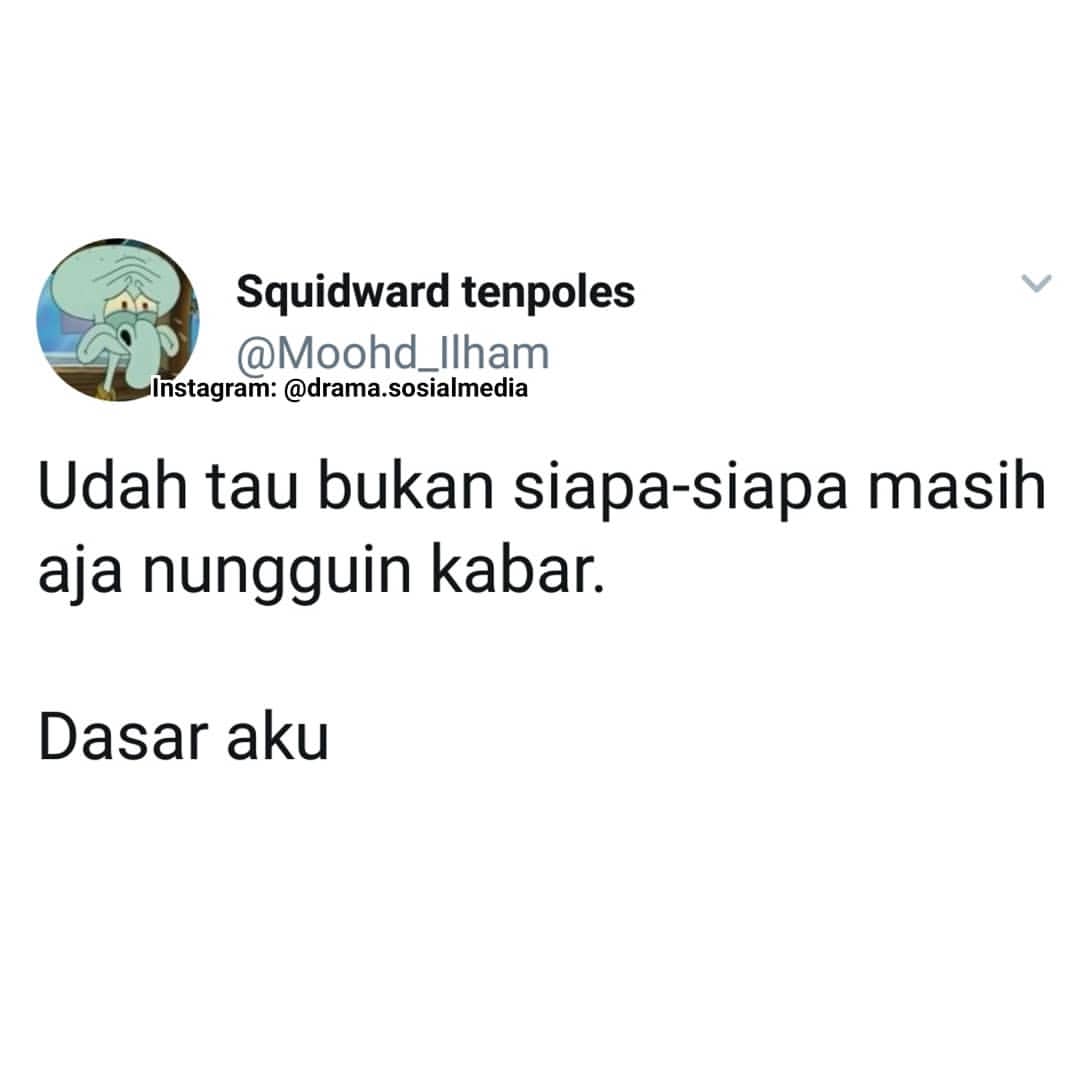 Squidward tenpoles
@Moohd_Ilham
Instagram: @drama.sosialmedia
Udah tau bukan siapa-siapa masih
aja nungguin kabar.
Dasar aku